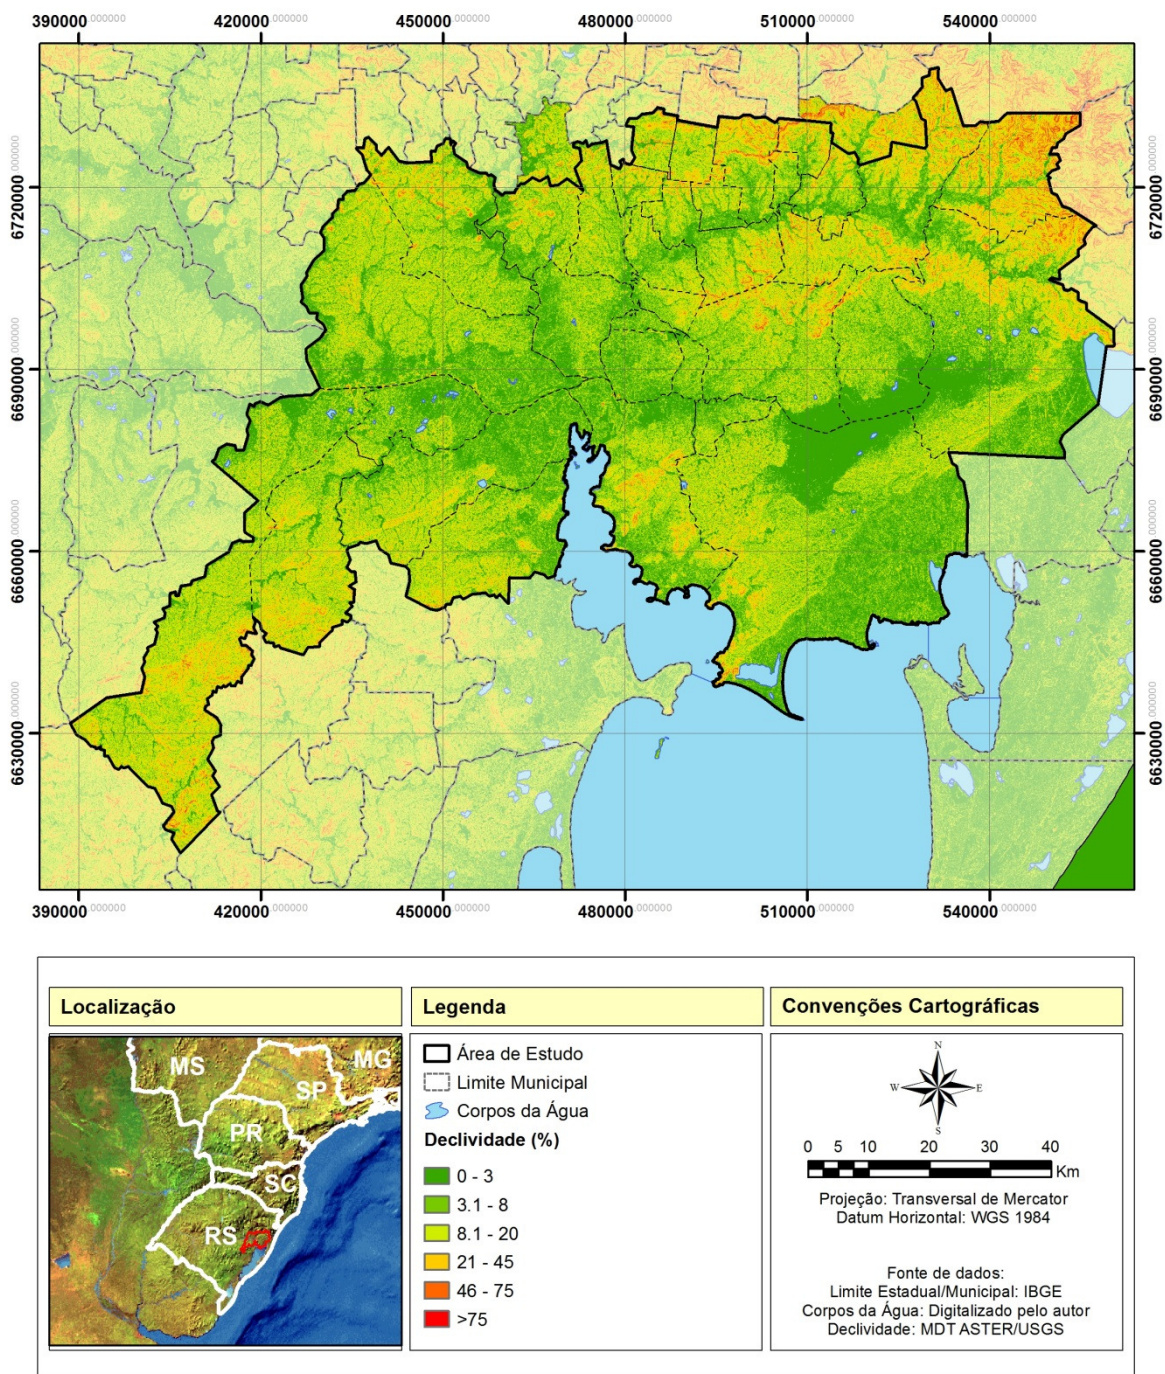 390000.000000 420000.000000 450000.000000 480000.000000 510000.000000 540000.000000
6720000.000000 6720000.000000
6690000.000000 6690000.000000
6660000.000000 6660000.000000
6630000.000000 6630000.000000
390000.000000 420000.000000 450000.000000 480000.000000 510000.000000 540000.000000
Localização
MS
MG
SP
PR
SC
RS
Legenda
Área de Estudo
Limite Municipal
Corpos da Água
Declividade (%)
0 - 3
3.1 - 8
8.1 - 20
21 - 45
46 - 75
>75
Convenções Cartográficas
N
W E
S
0 5 10 20 30 40
Km
Projeção: Transversal de Mercator
Datum Horizontal: WGS 1984
Fonte de dados:
Limite Estadual/Municipal: IBGE
Corpos da Água: Digitalizado pelo autor
Declividade: MDT ASTER/USGS